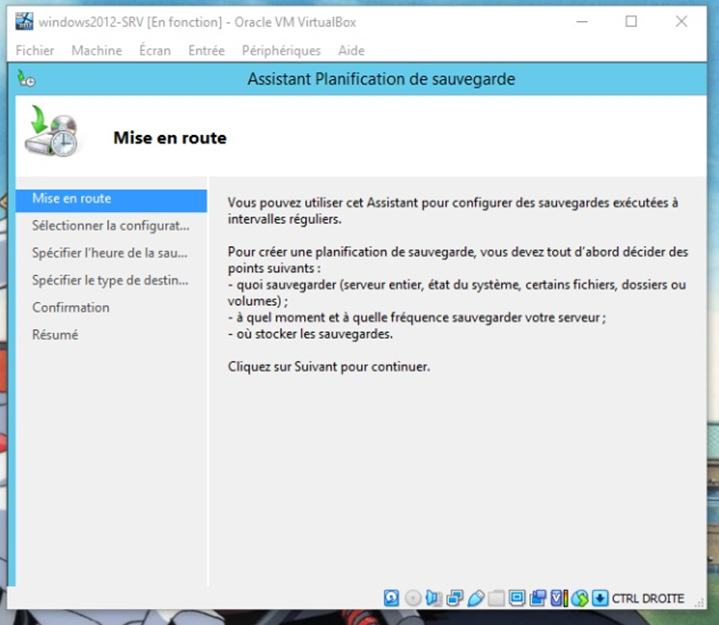 windows2012-SRV [En fonction] - Oracle VM VirtualBox
Fichier Machine Écran Entrée Périphériques Aide
Assistant Planification de sauvegarde
Mise en route
Mise en route
Sélectionner la configurat...
Spécifier l'heure de la sau...
Spécifier le type de destin...
Confirmation
Résumé
Vous pouvez utiliser cet Assistant pour configurer des sauvegardes exécutées à
intervalles réguliers.
Pour créer une planification de sauvegarde, vous devez tout d'abord décider des
points suivants :
- quoi sauvegarder (serveur entier, état du système, certains fichiers, dossiers ou
volumes) ;
- à quel moment et à quelle fréquence sauvegarder votre serveur ;
- où stocker les sauvegardes.
Cliquez sur Suivant pour continuer.
CTRL DROITE